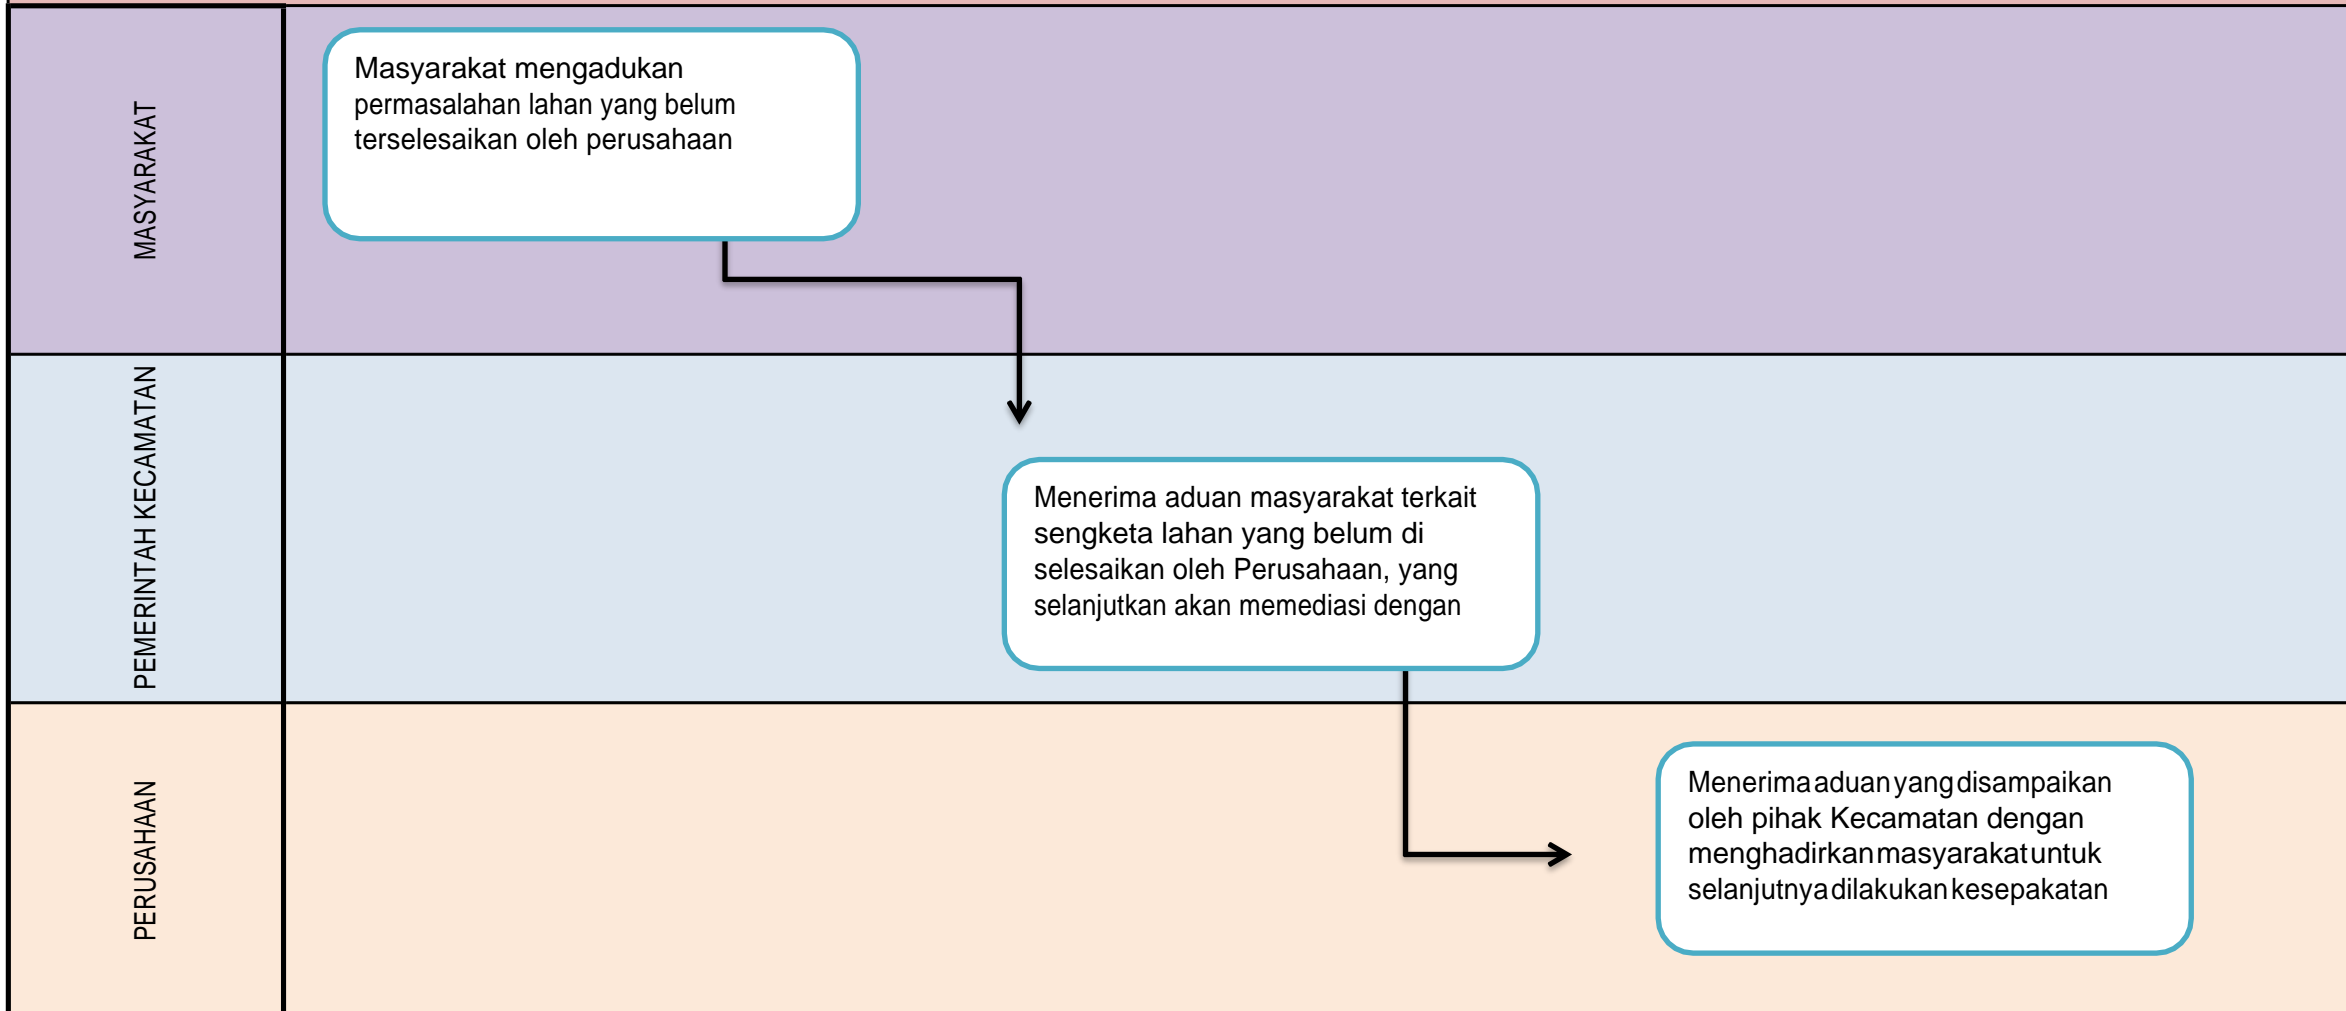 MASYARAKAT
Masyarakat mengadukan
permasalahan lahan yang belum
terselesaikan oleh perusahaan
PEMERINTAH KECAMATAN
Menerima aduan masyarakat terkait
sengketa lahan yang belum di
selesaikan oleh Perusahaan, yang
selanjutkan akan memediasi dengan
PERUSAHAAN
Menerima aduan yang disampaikan
oleh pihak Kecamatan dengan
menghadirkan masyarakat untuk
selanjutnya dilakukan kesepakatan